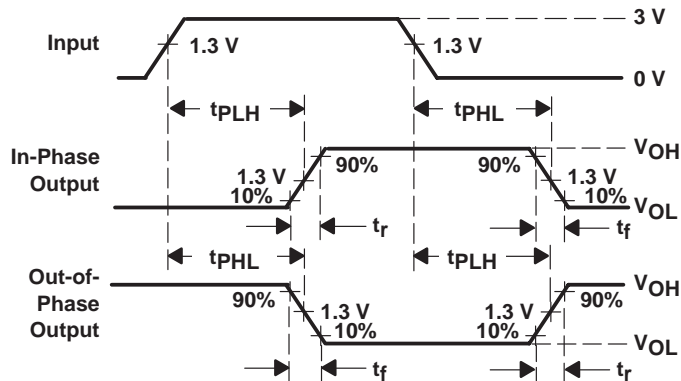 3 V
Input
1.3 V
1.3 V
0 V
tPLH
tPHL
In-Phase
Output
VOH
90%
90%
1.3 V
1.3 V
10%
10%
VOL
tr
tf
tPHL
tPLH
Out-of-
Phase
Output
VOH
90%
90%
1.3 V
1.3 V
10%
10%
VOL
tf
tr